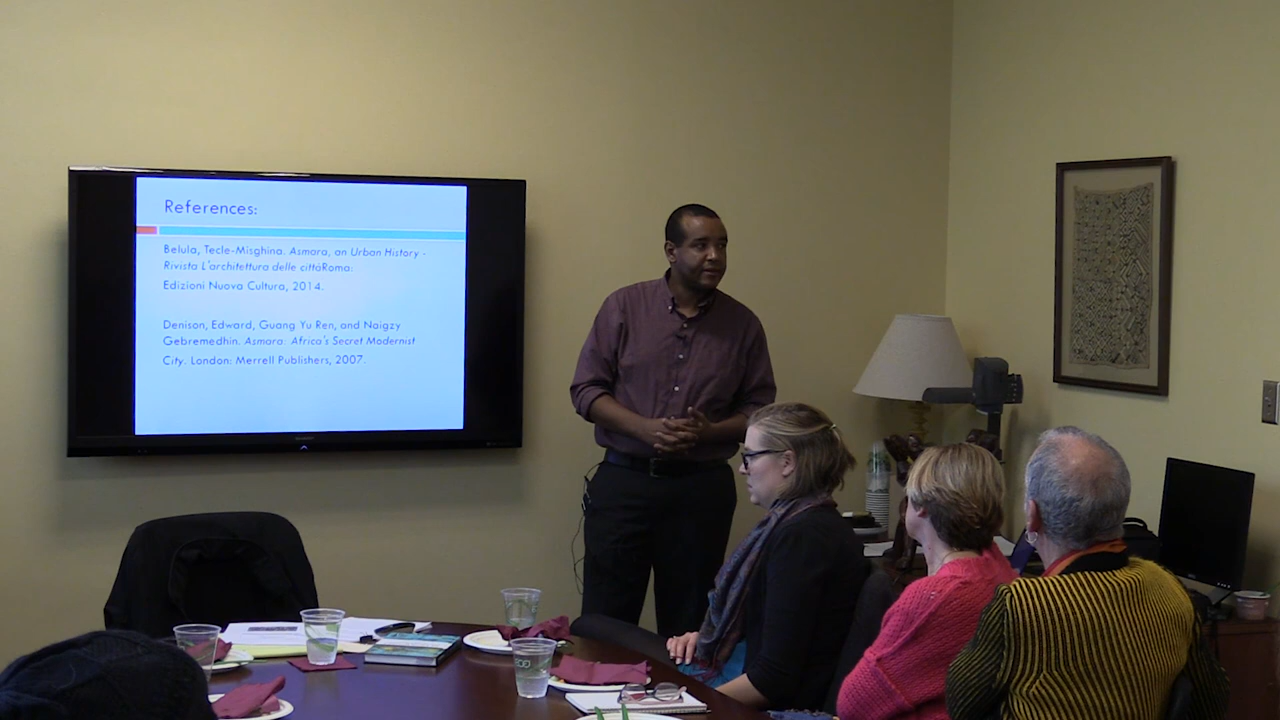 References:
Belula, Tecle-Misghina. Asmara, an Urban History -
Rivista L'architettura delle cittàRoma:
Edizioni Nuova Cultura, 2014.
Denison, Edward, Guang Yu Ren, and Naigzy
Gebremedhin. Asmara: Africa's Secret Modernist
City. London: Merrell Publishers, 2007.